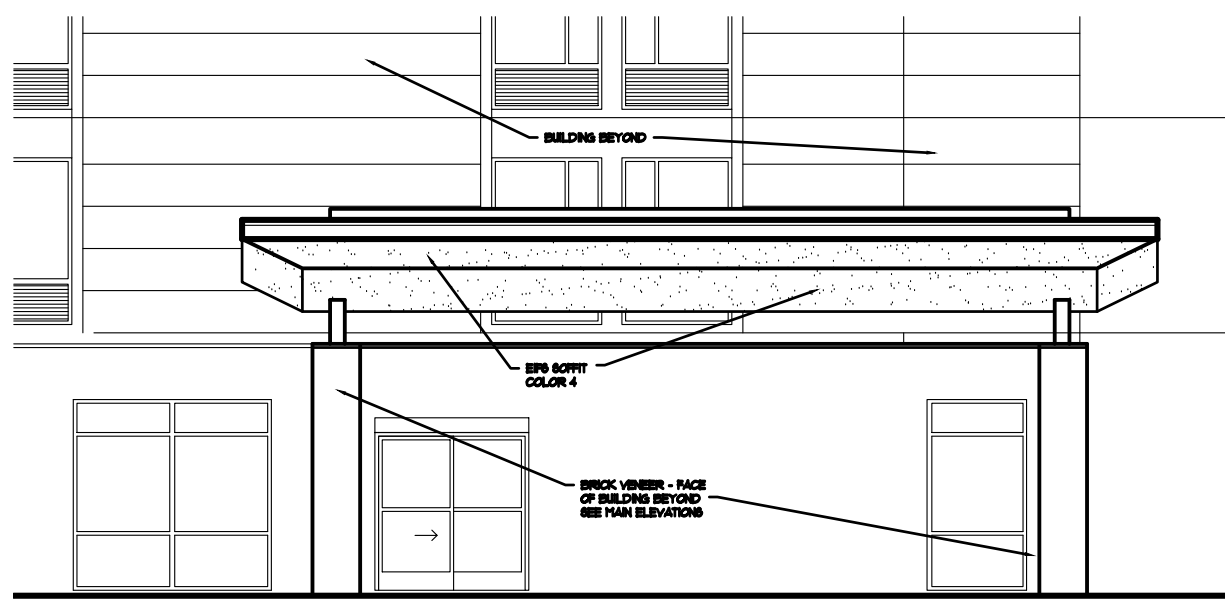 BUILDING BEYOND
EIFS SOFFIT
COLOR 4
BRICK VENEER - FACE
OF BUILDING BEYOND
SEE MAIN ELEVATIONS